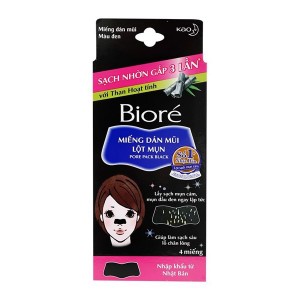 Miếng dán mũi
Màu đen
Kao
SẠCH NHỜN GẤP 3 LẦN
với Than Hoạt tính
Bioré
MIẾNG DÁN MŨI
LỘT MỤN
PORE PACK BLACK
Lấy sạch mụn cám,
mụn đầu đen ngay lập tức
Giúp làm sạch sâu
lỗ chân lông
4 miếng
Nhập khẩu từ
Nhật Bản